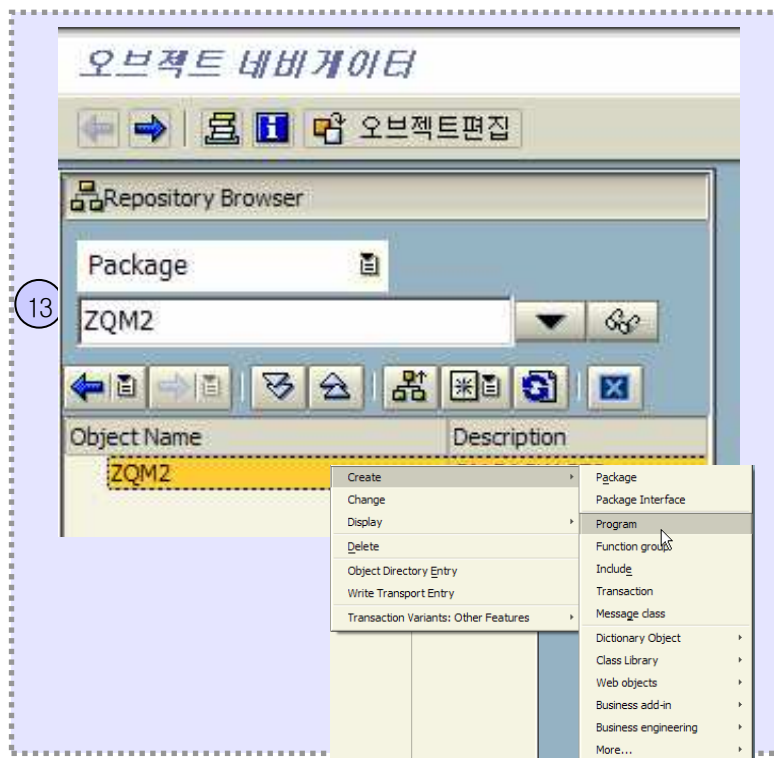 오브젝트 네비게이터
오브젝트편집
Repository Browser
Package
13
ZQM2
Object Name Description
ZQM2
Create
Change
Display
Delete
Object Directory Entry
Write Transport Entry
Transaction Variants: Other Features
Package
Package Interface
Program
Function group
Include
Transaction
Message class
Dictionary Object
Class Library
Web objects
Business add-in
Business engineering
More...